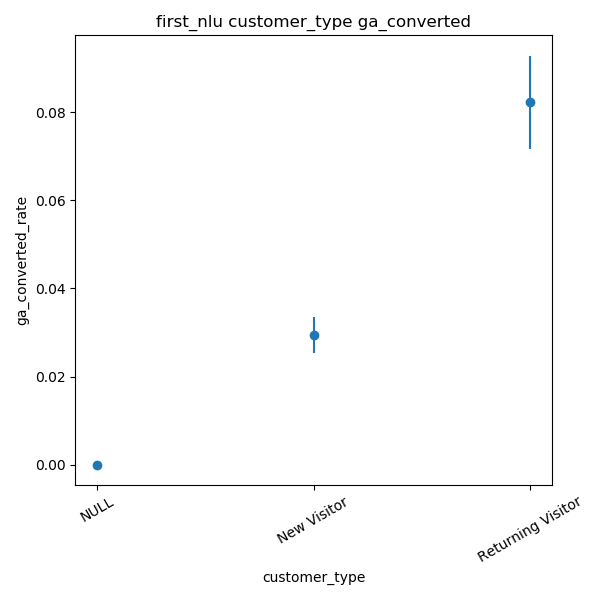 first_nlu customer_type ga_converted
ga_converted_rate
0.08
0.06
0.04
0.02
0.00
NULL
New Visitor
Returning Visitor
customer_type